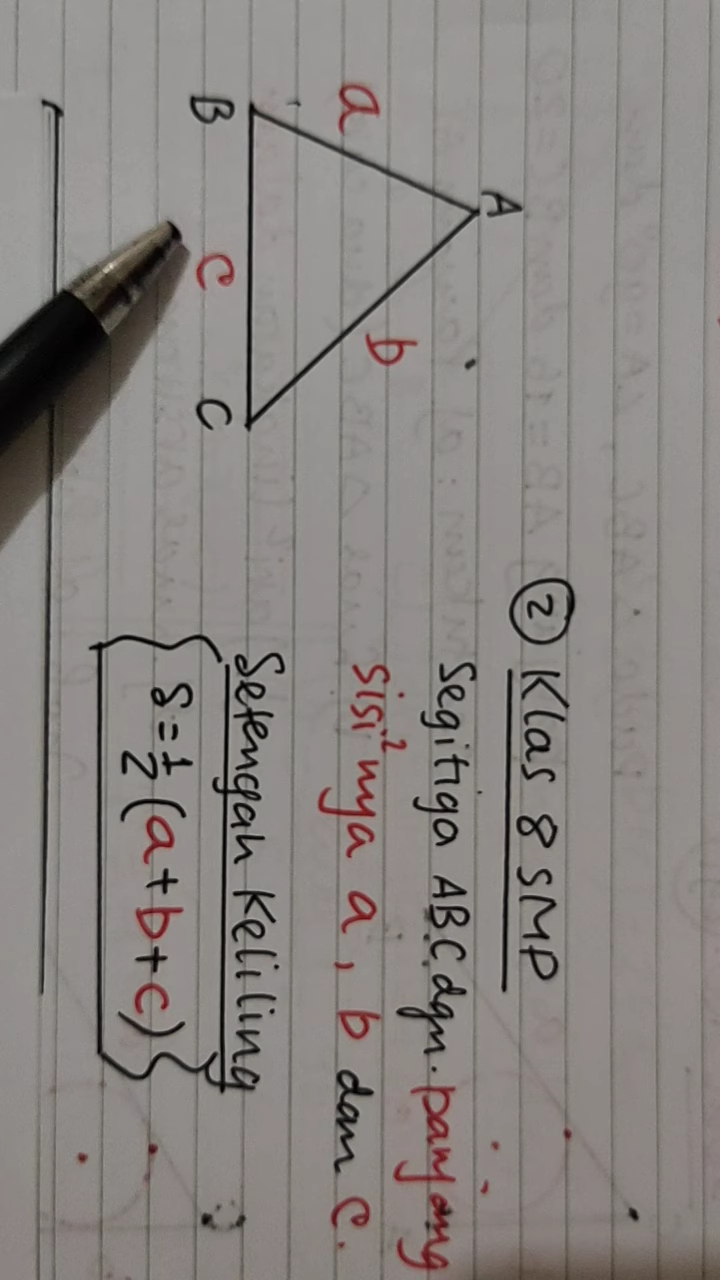 ② Klas 8 SMP
Segitiga ABC dgn. panjang
sisi²nya a, b dan c.
A
a
b
B
c
C
Setengah Keliling
s = 1/2 (a + b + c)